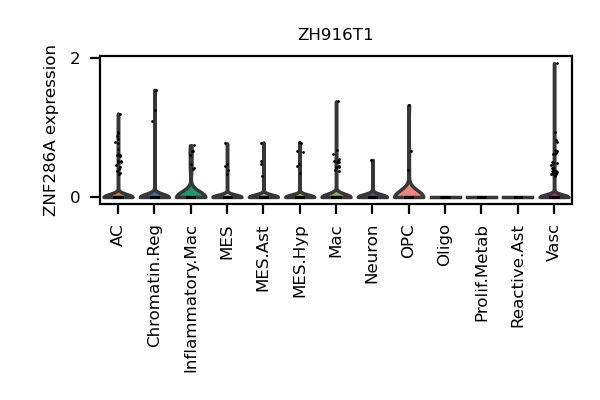 ZH916T1
ZNF286A expression
2
0
AC
Chromatin.Reg
Inflammatory.Mac
MES
MES.Ast
MES.Hyp
Mac
Neuron
OPC
Oligo
Prolif.Metab
Reactive.Ast
Vasc